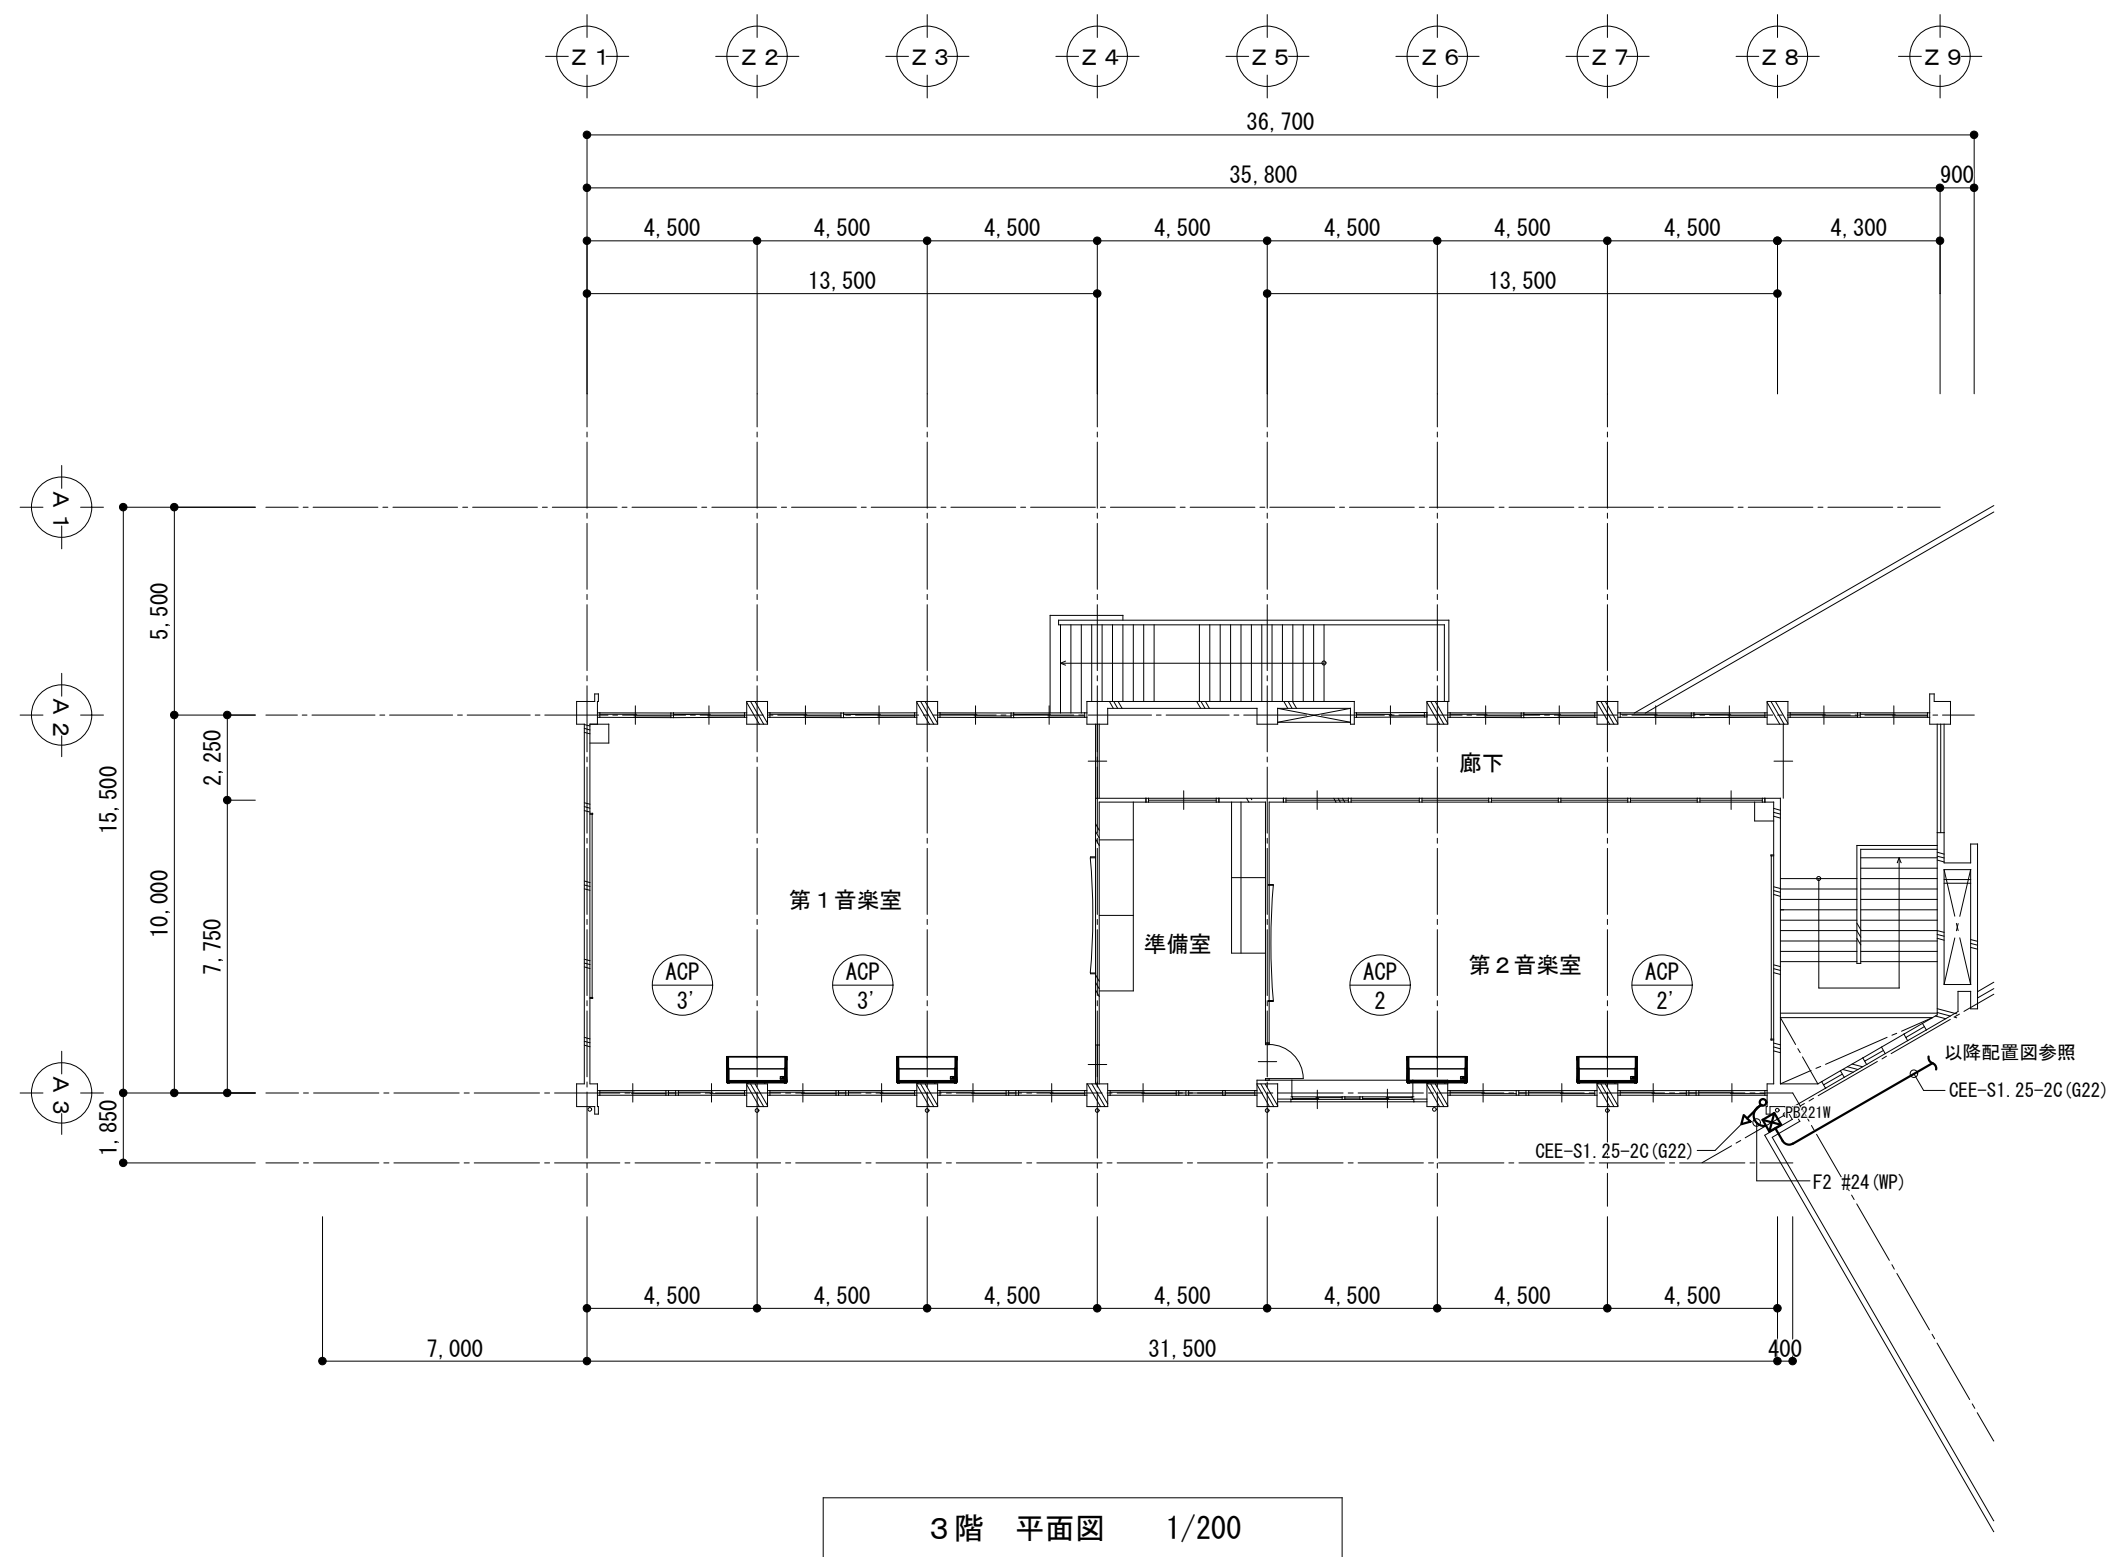 Z1 Z2 Z3 Z4 Z5 Z6 Z7 Z8 Z9
36,700
35,800 900
4,500 4,500 4,500 4,500 4,500 4,500 4,500 4,300
13,500 13,500
A1
A2
A3
5,500
2,250
15,500
10,000
7,750
1,850
廊下
第1音楽室
準備室
第2音楽室
ACP
3'
ACP
3'
ACP
2
ACP
2'
以降配置図参照
CEE-S1.25-2C(G22)
PB221W
CEE-S1.25-2C(G22)
F2 #24(WP)
4,500 4,500 4,500 4,500 4,500 4,500 4,500
7,000 31,500 400
3階 平面図 1/200